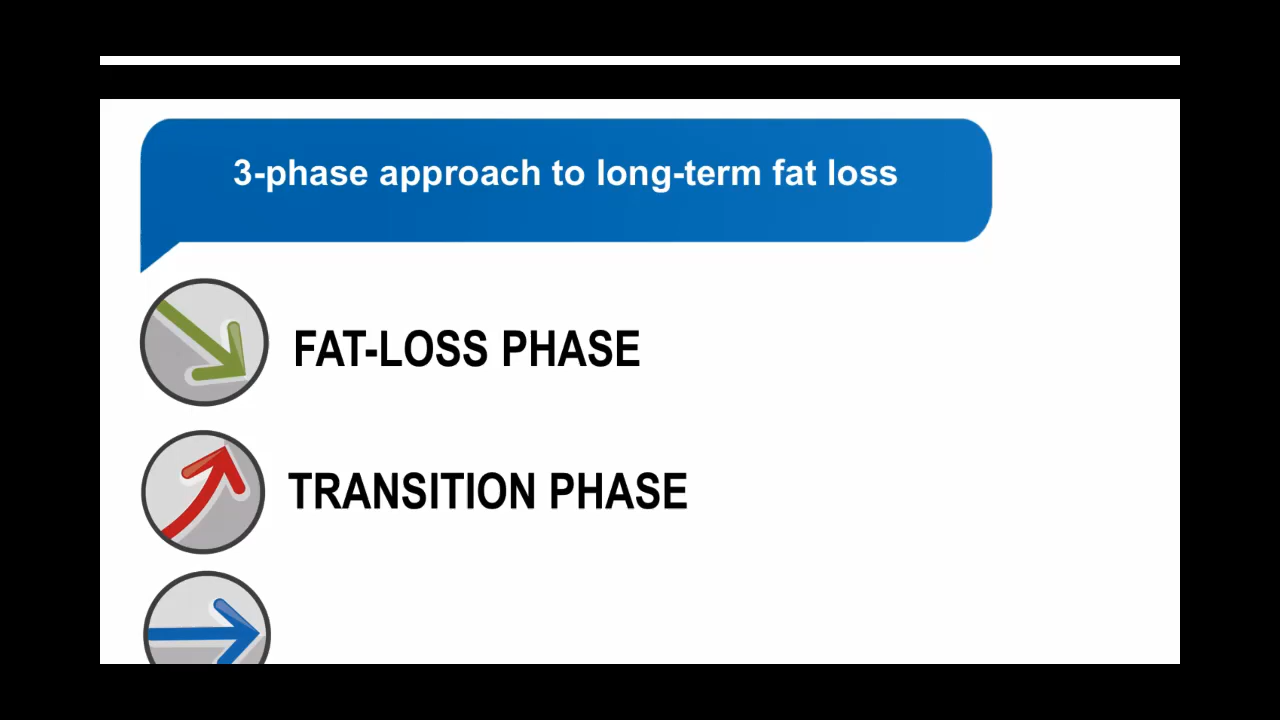 3-phase approach to long-term fat loss
FAT-LOSS PHASE
TRANSITION PHASE